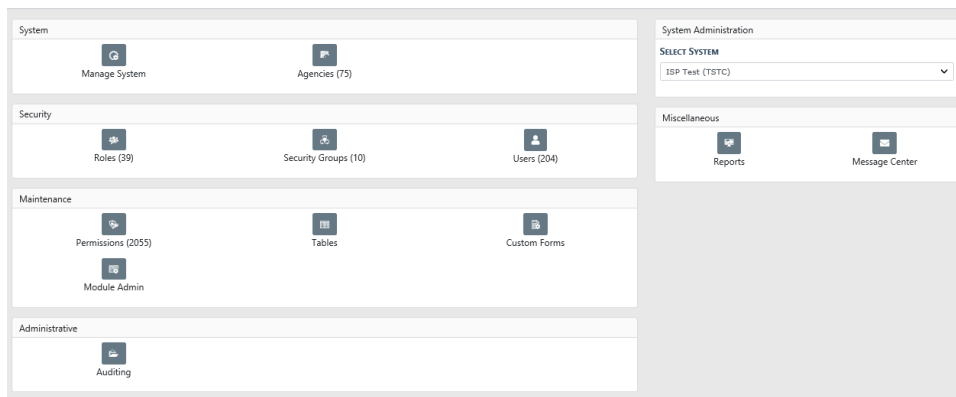 System
Manage System
Agencies (75)
Security
Roles (39)
Security Groups (10)
Users (204)
Maintenance
Permissions (2055)
Tables
Custom Forms
Module Admin
Administrative
Auditing
System Administration
SELECT SYSTEM
ISP Test (TSTC)
Miscellaneous
Reports
Message Center